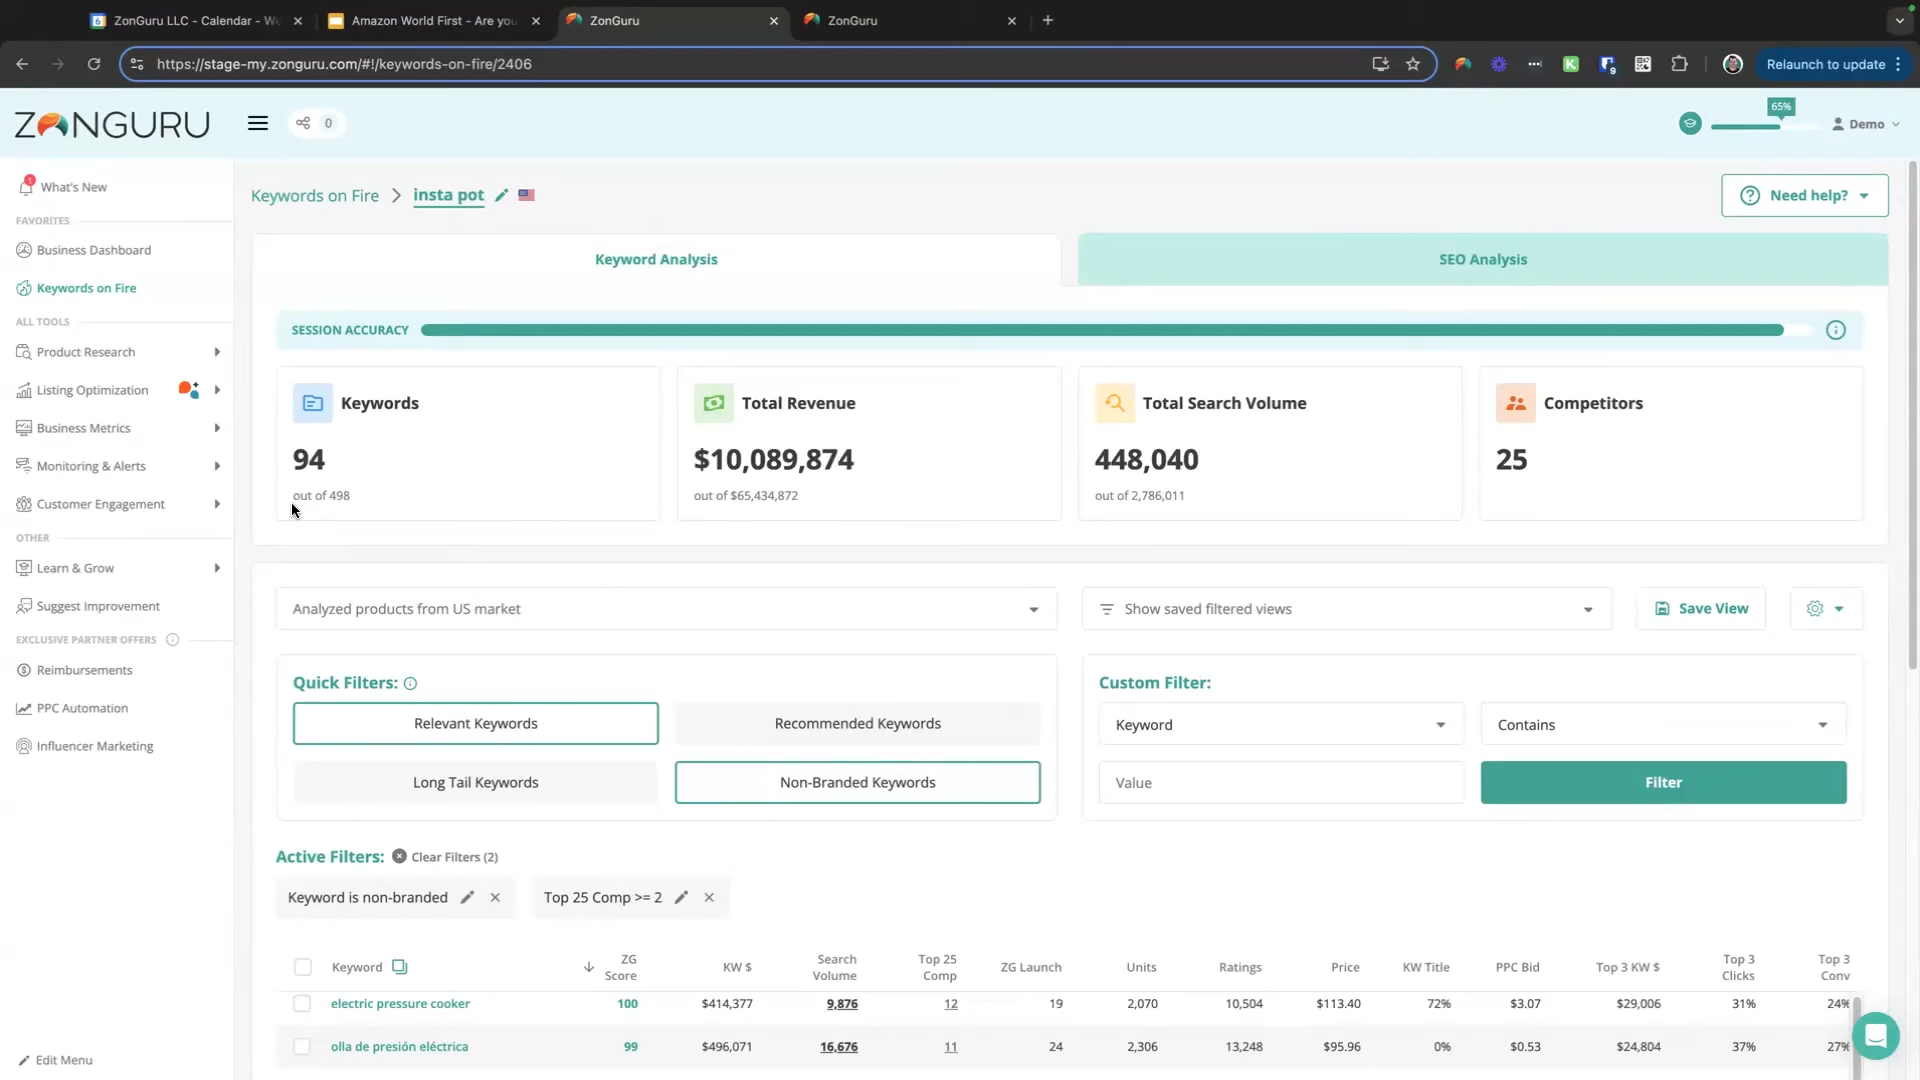 ZonGuru LLC - Calendar - We
Amazon World First - Are you
ZonGuru
ZonGuru
https://stage-my.zonguru.com/#!/keywords-on-fire/2406
Relaunch to update
ZONGURU
0
65%
Demo
What's New
FAVORITES
Business Dashboard
Keywords on Fire
ALL TOOLS
Product Research
Listing Optimization
Business Metrics
Monitoring & Alerts
Customer Engagement
OTHER
Learn & Grow
Suggest Improvement
EXCLUSIVE PARTNER OFFERS
Reimbursements
PPC Automation
Influencer Marketing
Edit Menu
Keywords on Fire > insta pot
Need help?
Keyword Analysis
SEO Analysis
SESSION ACCURACY
Keywords
94
out of 498
Total Revenue
$10,089,874
out of $65,434,872
Total Search Volume
448,040
out of 2,786,011
Competitors
25
Analyzed products from US market
Show saved filtered views
Save View
Quick Filters:
Relevant Keywords
Recommended Keywords
Long Tail Keywords
Non-Branded Keywords
Custom Filter:
Keyword
Contains
Value
Filter
Active Filters: Clear Filters (2)
Keyword is non-branded
Top 25 Comp >= 2
Keyword ZG Score KW $ Search Volume Top 25 Comp ZG Launch Units Ratings Price KW Title PPC Bid Top 3 KW $ Top 3 Clicks Top 3 Conv
electric pressure cooker 100 $414,377 9,876 12 19 2,070 10,504 $113.40 72% $3.07 $29,006 31% 24%
olla de presión eléctrica 99 $496,071 16,676 11 24 2,306 13,248 $95.96 0% $0.53 $24,804 37% 27%